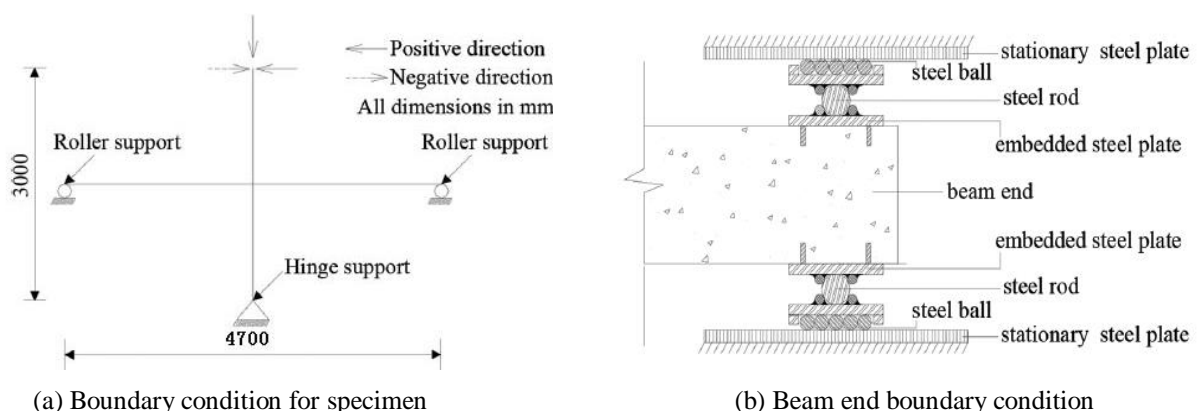 Positive direction
Negative direction
All dimensions in mm
Roller support
Roller support
3000
Hinge support
4700
(a) Boundary condition for specimen
stationary steel plate
steel ball
steel rod
embedded steel plate
beam end
embedded steel plate
steel rod
steel ball
stationary steel plate
(b) Beam end boundary condition